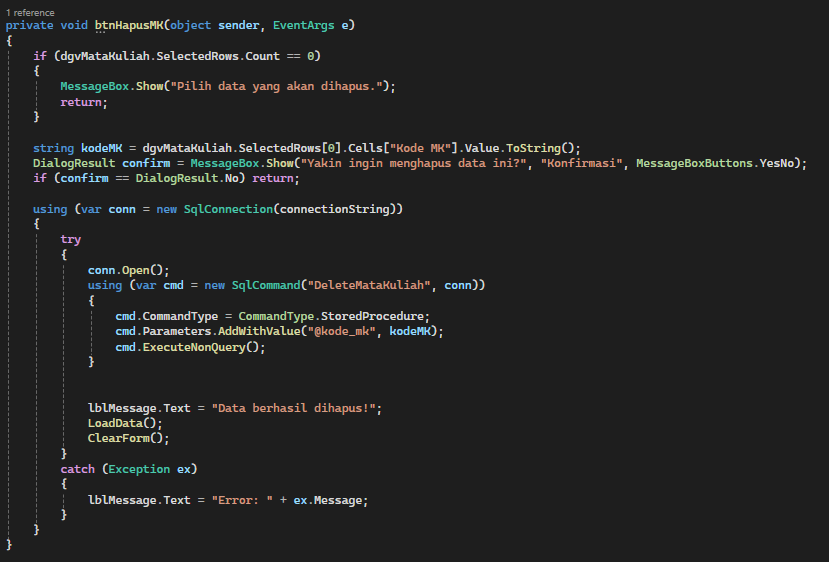 1 reference
private void btnHapusMK(object sender, EventArgs e)
{
    if (dgvMataKuliah.SelectedRows.Count == 0)
    {
        MessageBox.Show("Pilih data yang akan dihapus.");
        return;
    }

    string kodeMK = dgvMataKuliah.SelectedRows[0].Cells["Kode MK"].Value.ToString();
    DialogResult confirm = MessageBox.Show("Yakin ingin menghapus data ini?", "Konfirmasi", MessageBoxButtons.YesNo);
    if (confirm == DialogResult.No) return;

    using (var conn = new SqlConnection(connectionString))
    {
        try
        {
            conn.Open();
            using (var cmd = new SqlCommand("DeleteMataKuliah", conn))
            {
                cmd.CommandType = CommandType.StoredProcedure;
                cmd.Parameters.AddWithValue("@kode_mk", kodeMK);
                cmd.ExecuteNonQuery();
            }


            lblMessage.Text = "Data berhasil dihapus!";
            LoadData();
            ClearForm();
        }
        catch (Exception ex)
        {
            lblMessage.Text = "Error: " + ex.Message;
        }
    }
}